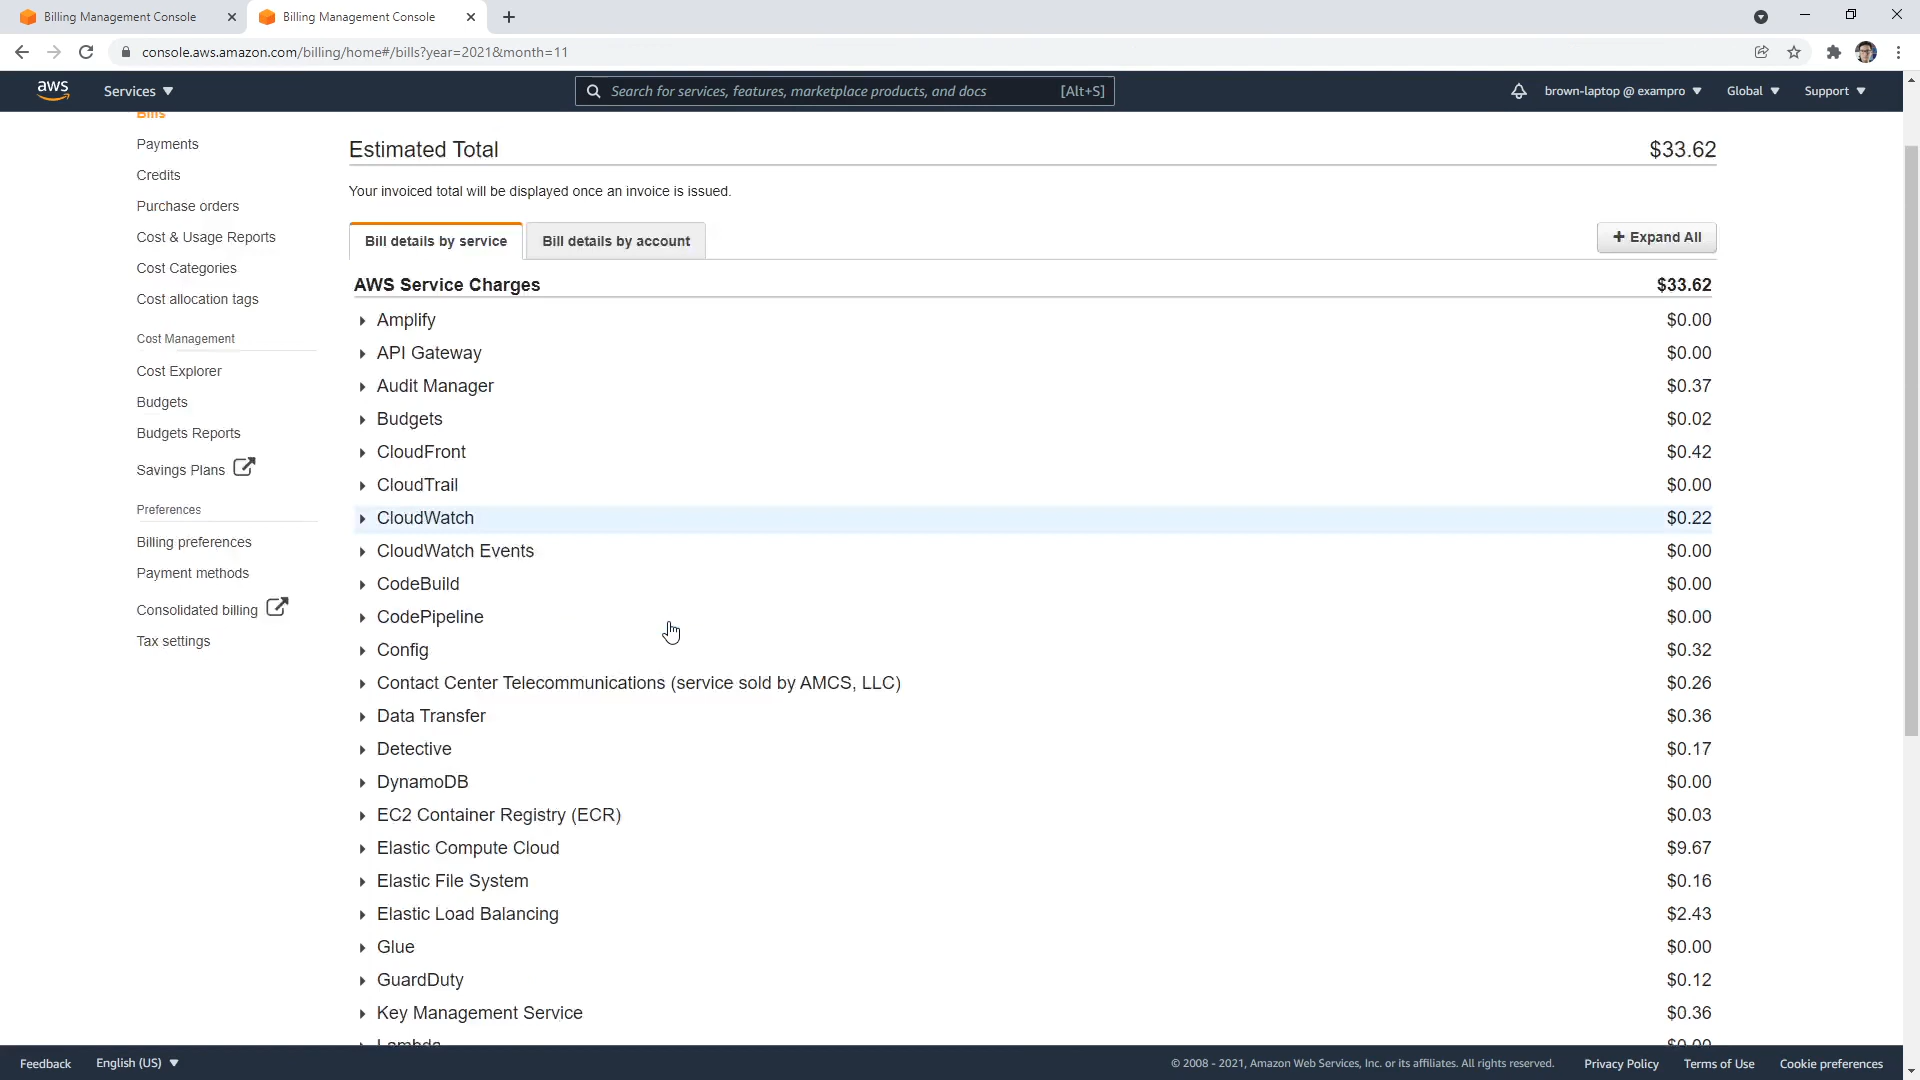 Billing Management Console
Billing Management Console
console.aws.amazon.com/billing/home#/bills?year=2021&month=11
aws
Services
Search for services, features, marketplace products, and docs [Alt+S]
brown-laptop @ exampro
Global
Support
Bills
Payments
Credits
Purchase orders
Cost & Usage Reports
Cost Categories
Cost allocation tags
Cost Management
Cost Explorer
Budgets
Budgets Reports
Savings Plans
Preferences
Billing preferences
Payment methods
Consolidated billing
Tax settings
Estimated Total $33.62
Your invoiced total will be displayed once an invoice is issued.
Bill details by service
Bill details by account
+ Expand All
AWS Service Charges $33.62
Amplify $0.00
API Gateway $0.00
Audit Manager $0.37
Budgets $0.02
CloudFront $0.42
CloudTrail $0.00
CloudWatch $0.22
CloudWatch Events $0.00
CodeBuild $0.00
CodePipeline $0.00
Config $0.32
Contact Center Telecommunications (service sold by AMCS, LLC) $0.26
Data Transfer $0.36
Detective $0.17
DynamoDB $0.00
EC2 Container Registry (ECR) $0.03
Elastic Compute Cloud $9.67
Elastic File System $0.16
Elastic Load Balancing $2.43
Glue $0.00
GuardDuty $0.12
Key Management Service $0.36
Lambda $0.00
Feedback
English (US)
© 2008 - 2021, Amazon Web Services, Inc. or its affiliates. All rights reserved.
Privacy Policy
Terms of Use
Cookie preferences